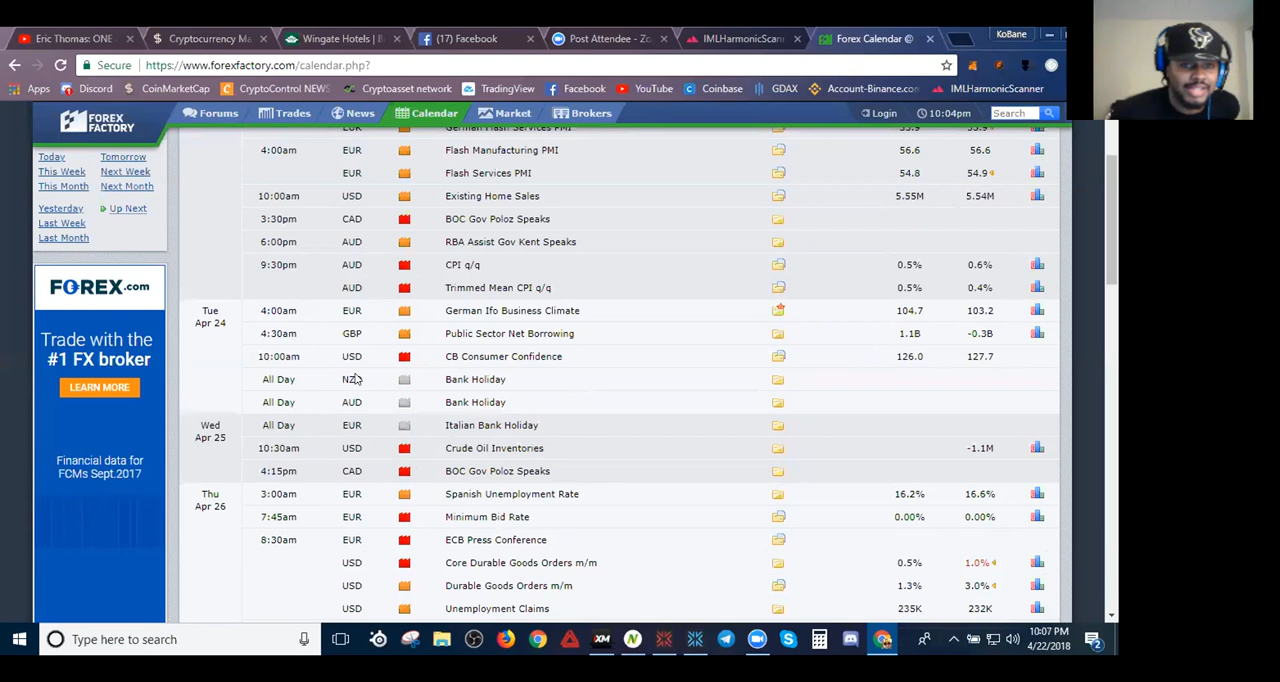 Eric Thomas: ONE
Cryptocurrency Ma
Wingate Hotels | B
(17) Facebook
Post Attendee - Zo
IMLHarmonicScan
Forex Calendar @
KoBane
Secure
https://www.forexfactory.com/calendar.php?
Apps
Discord
CoinMarketCap
CryptoControl NEWS
Cryptoasset network
TradingView
Facebook
YouTube
Coinbase
GDAX
Account-Binance.com
IMLHarmonicScanner
FOREX FACTORY
Forums
Trades
News
Calendar
Market
Brokers
Login
10:04pm
Search
Today Tomorrow
This Week Next Week
This Month Next Month
Yesterday Up Next
Last Week
Last Month
FOREX.com
Trade with the
#1 FX broker
LEARN MORE
Financial data for
FCMs Sept.2017
EUR German Flash Services PMI 53.9 53.9
4:00am EUR Flash Manufacturing PMI 56.6 56.6
EUR Flash Services PMI 54.8 54.9
10:00am USD Existing Home Sales 5.55M 5.54M
3:30pm CAD BOC Gov Poloz Speaks
6:00pm AUD RBA Assist Gov Kent Speaks
9:30pm AUD CPI q/q 0.5% 0.6%
AUD Trimmed Mean CPI q/q 0.5% 0.4%
Tue Apr 24 4:00am EUR German Ifo Business Climate 104.7 103.2
4:30am GBP Public Sector Net Borrowing 1.1B -0.3B
10:00am USD CB Consumer Confidence 126.0 127.7
All Day NZ Bank Holiday
All Day AUD Bank Holiday
Wed Apr 25 All Day EUR Italian Bank Holiday
10:30am USD Crude Oil Inventories -1.1M
4:15pm CAD BOC Gov Poloz Speaks
Thu Apr 26 3:00am EUR Spanish Unemployment Rate 16.2% 16.6%
7:45am EUR Minimum Bid Rate 0.00% 0.00%
8:30am EUR ECB Press Conference
USD Core Durable Goods Orders m/m 0.5% 1.0%
USD Durable Goods Orders m/m 1.3% 3.0%
USD Unemployment Claims 235K 232K
Type here to search
XM
N
10:07 PM
4/22/2018
2